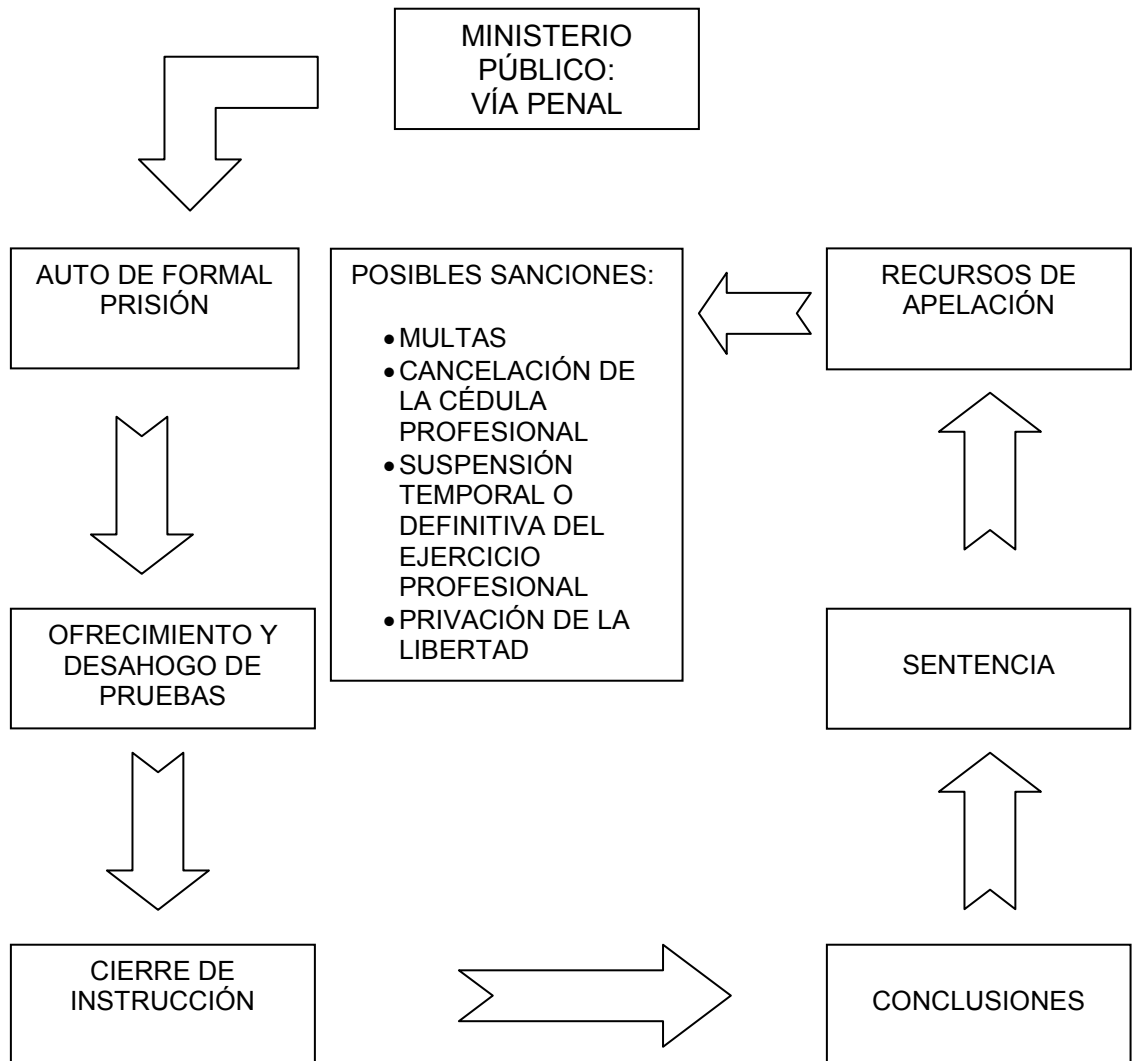 MINISTERIO
PÚBLICO:
VÍA PENAL
AUTO DE FORMAL
PRISIÓN
POSIBLES SANCIONES:
•MULTAS
•CANCELACIÓN DE
LA CÉDULA
PROFESIONAL
•SUSPENSIÓN
TEMPORAL O
DEFINITIVA DEL
EJERCICIO
PROFESIONAL
•PRIVACIÓN DE LA
LIBERTAD
RECURSOS DE
APELACIÓN
OFRECIMIENTO Y
DESAHOGO DE
PRUEBAS
SENTENCIA
CIERRE DE
INSTRUCCIÓN
CONCLUSIONES